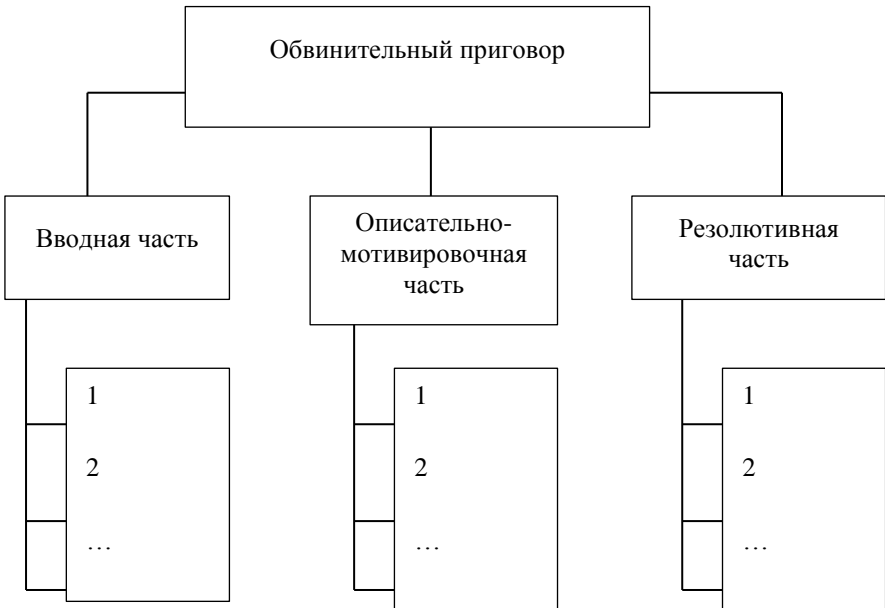 Обвинительный приговор
Вводная часть
Описательно-
мотивировочная
часть
Резолютивная
часть
1
2
…
1
2
…
1
2
…